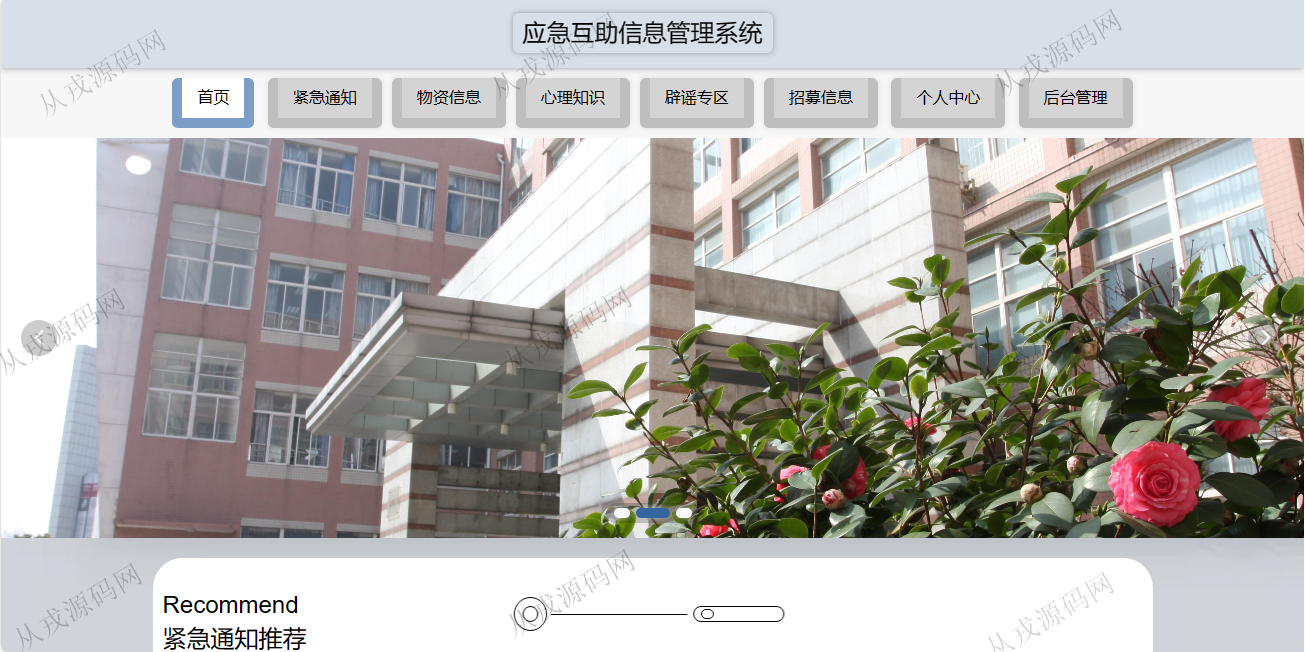 应急互助信息管理系统
首页
紧急通知
物资信息
心理知识
辟谣专区
招募信息
个人中心
后台管理
从戎源码网
从戎源码网
从戎源码网
从戎源码网
从戎源码网
Recommend
紧急通知推荐
从戎源码网
从戎源码网
从戎源码网